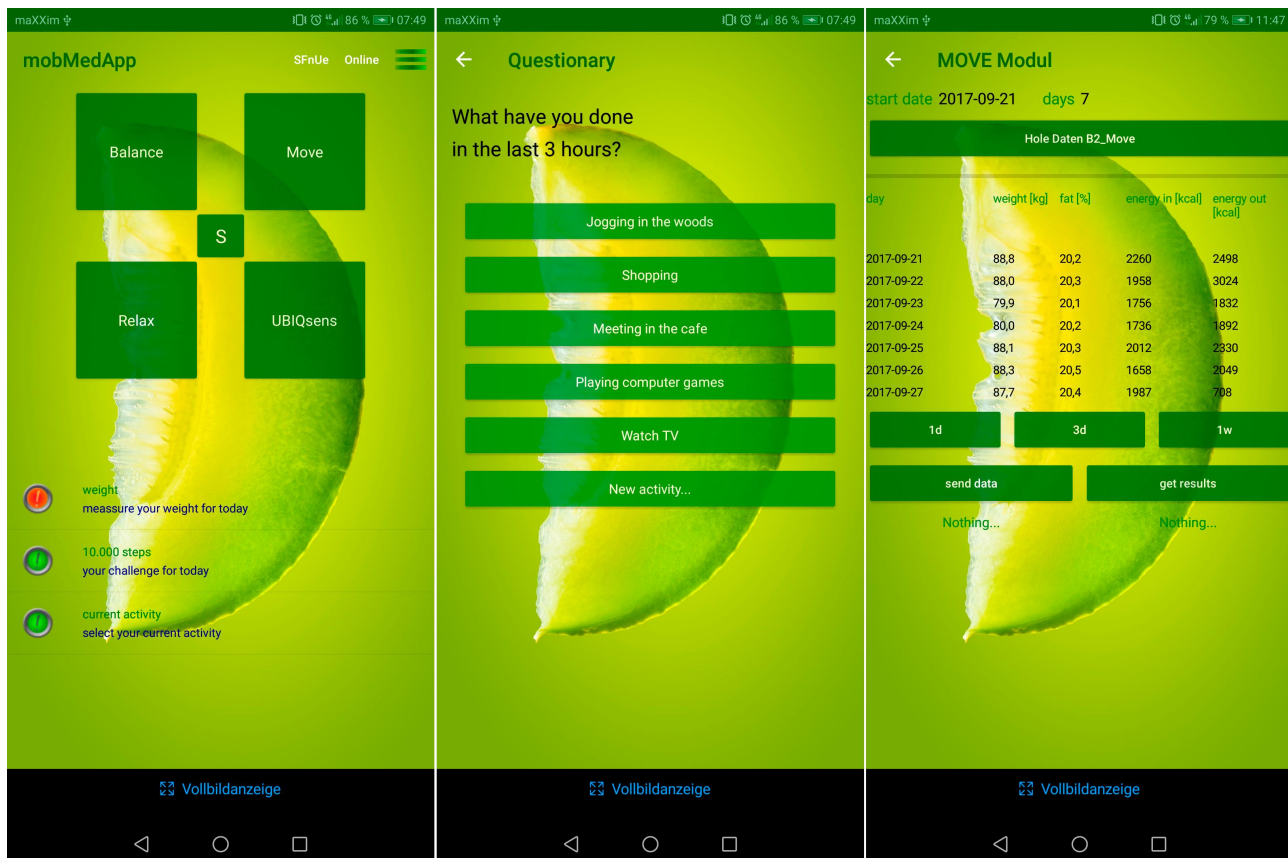 maXXim 4G 86 % 07:49
mobMedApp SFnUe Online
Balance Move
S
Relax UBIQsens
weight
meassure your weight for today
10.000 steps
your challenge for today
current activity
select your current activity
Vollbildanzeige
maXXim 4G 86 % 07:49
Questionary
What have you done
in the last 3 hours?
Jogging in the woods
Shopping
Meeting in the cafe
Playing computer games
Watch TV
New activity...
Vollbildanzeige
maXXim 4G 79 % 11:47
MOVE Modul
start date 2017-09-21 days 7
Hole Daten B2_Move
day weight [kg] fat [%] energy in [kcal] energy out
[kcal]
2017-09-21 88,8 20,2 2260 2498
2017-09-22 88,0 20,3 1958 3024
2017-09-23 79,9 20,1 1756 1832
2017-09-24 80,0 20,2 1736 1892
2017-09-25 88,1 20,3 2012 2330
2017-09-26 88,3 20,5 1658 2049
2017-09-27 87,7 20,4 1987 708
1d 3d 1w
send data get results
Nothing... Nothing...
Vollbildanzeige